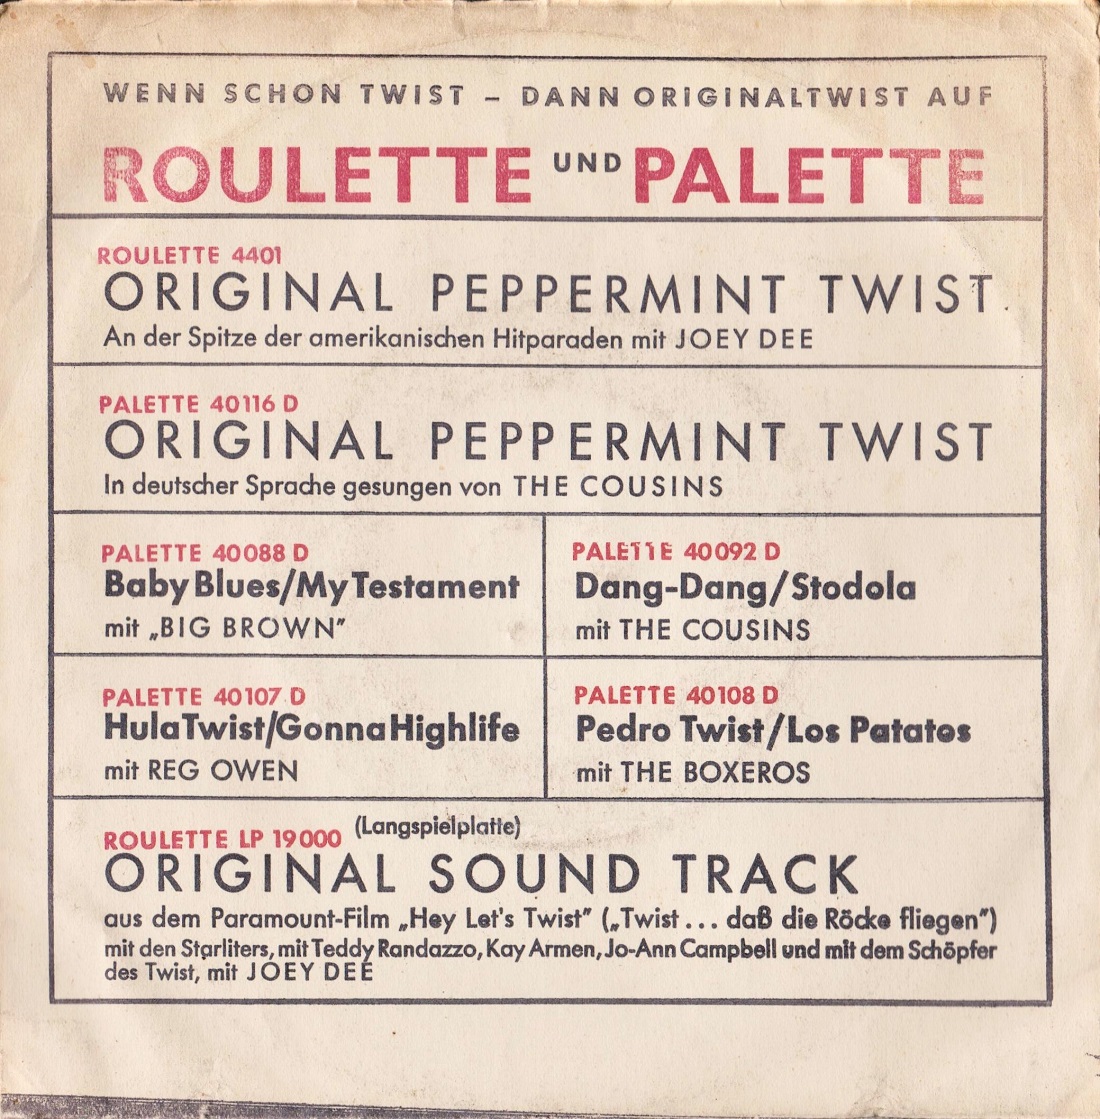 WENN SCHON TWIST – DANN ORIGINALTWIST AUF
ROULETTE UND PALETTE
ROULETTE 4401
ORIGINAL PEPPERMINT TWIST
An der Spitze der amerikanischen Hitparaden mit JOEY DEE
PALETTE 40116 D
ORIGINAL PEPPERMINT TWIST
In deutscher Sprache gesungen von THE COUSINS
PALETTE 40088 D
Baby Blues/My Testament
mit „BIG BROWN”
PALETTE 40092 D
Dang-Dang/Stodola
mit THE COUSINS
PALETTE 40107 D
Hula Twist/Gonna Highlife
mit REG OWEN
PALETTE 40108 D
Pedro Twist/Los Patatos
mit THE BOXEROS
ROULETTE LP 19000 (Langspielplatte)
ORIGINAL SOUND TRACK
aus dem Paramount-Film „Hey Let's Twist” („Twist... daß die Röcke fliegen”)
mit den Starliters, mit Teddy Randazzo, Kay Armen, Jo-Ann Campbell und mit dem Schöpfer
des Twist, mit JOEY DEE